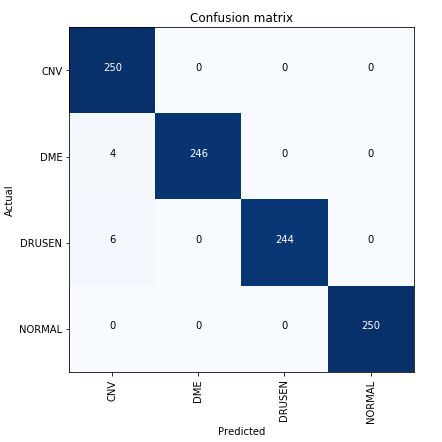 Confusion matrix
CNV 250 0 0 0
DME 4 246 0 0
DRUSEN 6 0 244 0
NORMAL 0 0 0 250
Actual
CNV DME DRUSEN NORMAL
Predicted